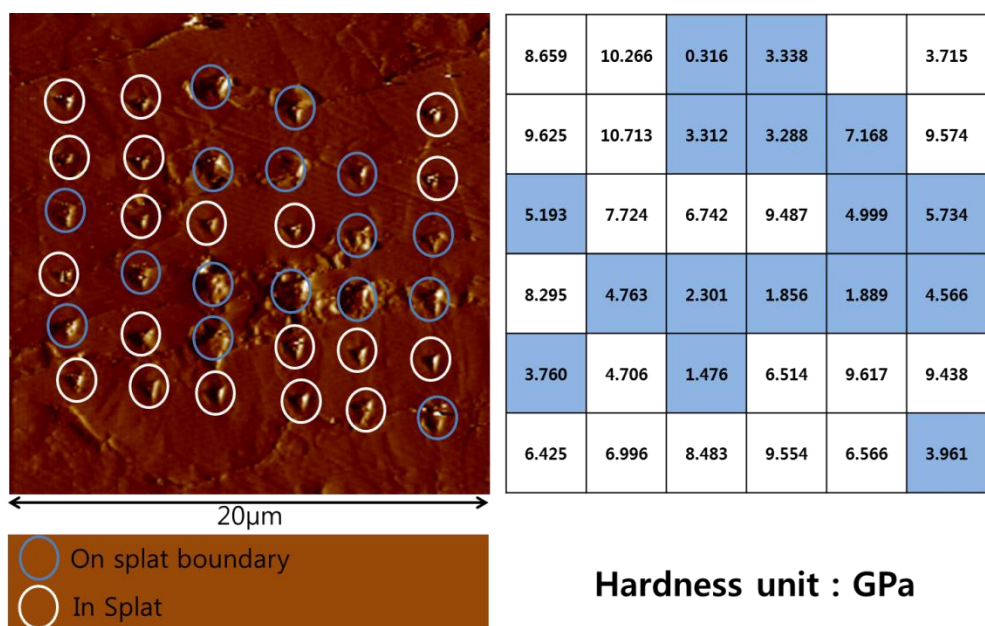 8.659 10.266 0.316 3.338 3.715
9.625 10.713 3.312 3.288 7.168 9.574
5.193 7.724 6.742 9.487 4.999 5.734
8.295 4.763 2.301 1.856 1.889 4.566
3.760 4.706 1.476 6.514 9.617 9.438
6.425 6.996 8.483 9.554 6.566 3.961
20μm
On splat boundary
In Splat
Hardness unit : GPa